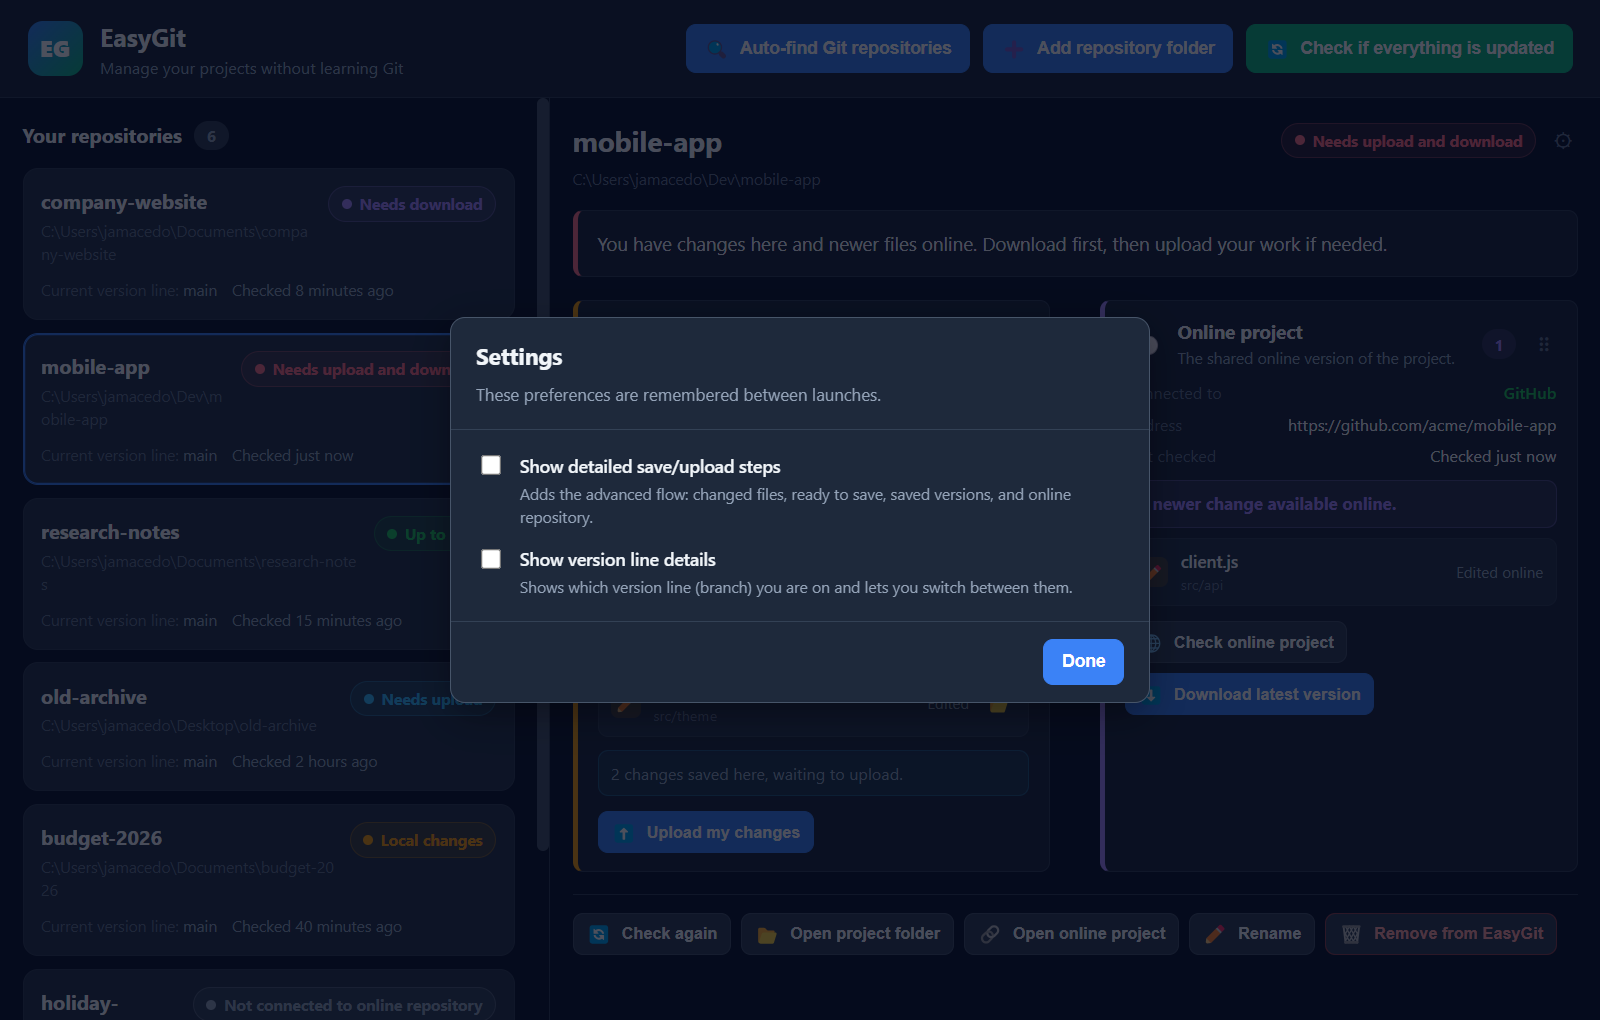 EG
EasyGit
Manage your projects without learning Git
Auto-find Git repositories
Add repository folder
Check if everything is updated
Your repositories
6
company-website
Needs download
C:\Users\jamacedo\Documents\compa
ny-website
Current version line: main
Checked 8 minutes ago
mobile-app
Needs upload and down
C:\Users\jamacedo\Dev\m
obile-app
Current version line: main
Checked just now
research-notes
Up to
C:\Users\jamacedo\Documents\research-note
s
Current version line: main
Checked 15 minutes ago
old-archive
Needs upload
C:\Users\jamacedo\Desktop\old-archive
Current version line: main
Checked 2 hours ago
budget-2026
Local changes
C:\Users\jamacedo\Documents\budget-20
26
Current version line: main
Checked 40 minutes ago
holiday-
Not connected to online repository
mobile-app
Needs upload and download
C:\Users\jamacedo\Dev\mobile-app
You have changes here and newer files online. Download first, then upload your work if needed.
Settings
These preferences are remembered between launches.
Show detailed save/upload steps
Adds the advanced flow: changed files, ready to save, saved versions, and online
repository.
Show version line details
Shows which version line (branch) you are on and lets you switch between them.
Done
Edited
src/theme
2 changes saved here, waiting to upload.
Upload my changes
Online project
1
The shared online version of the project.
nnected to
GitHub
dress
https://github.com/acme/mobile-app
t checked
Checked just now
newer change available online.
client.js
src/api
Edited online
Check online project
Download latest version
Check again
Open project folder
Open online project
Rename
Remove from EasyGit